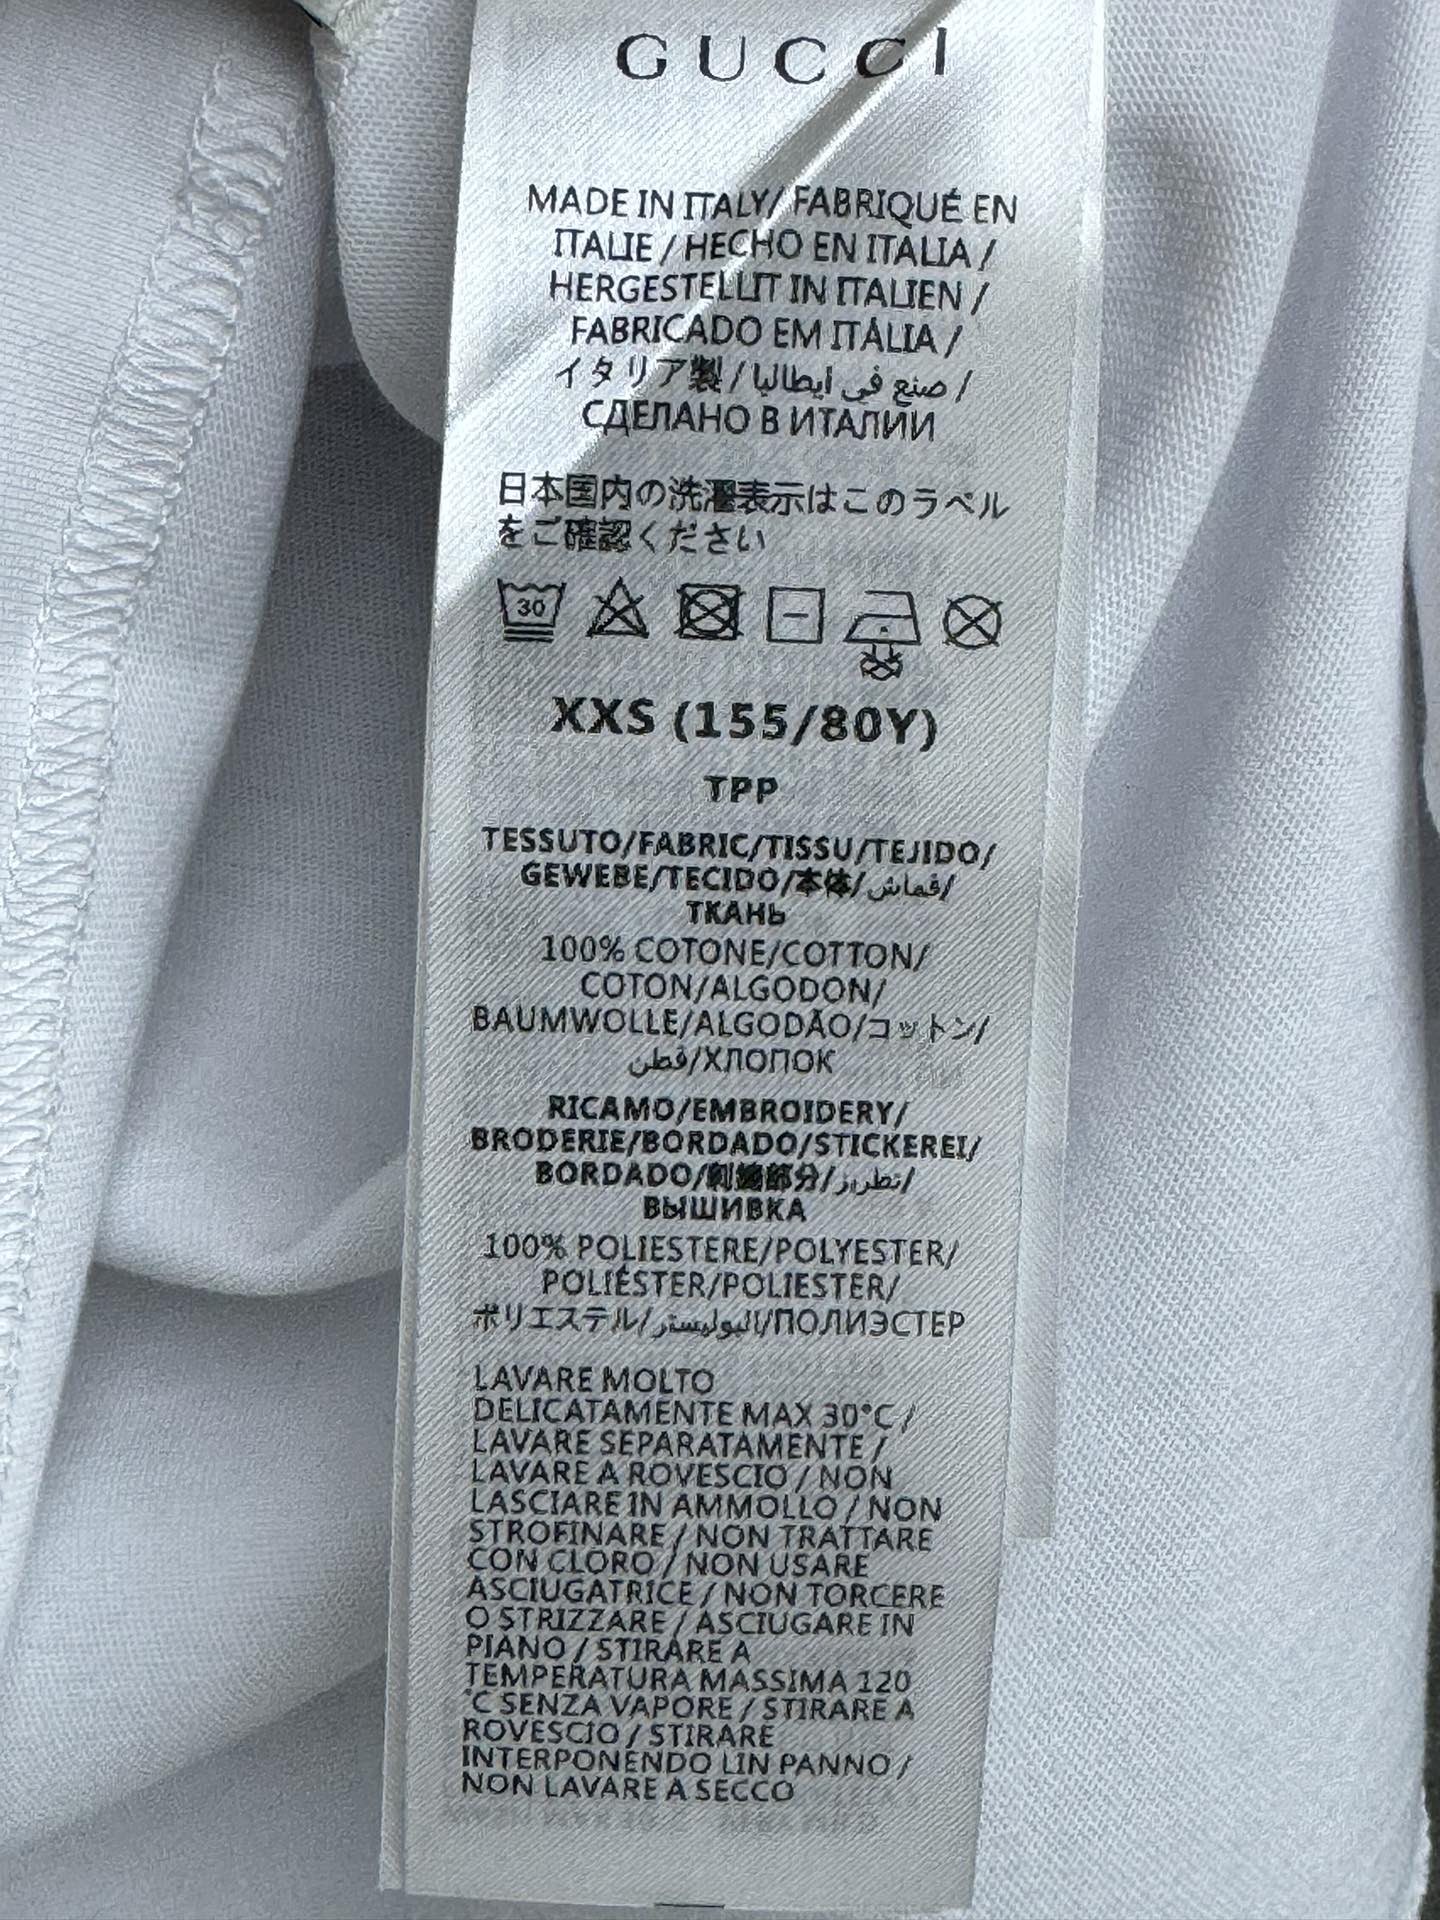 GUCCI
MADE IN ITALY/ FABRIQUÉ EN
ITALIE / HECHO EN ITALIA /
HERGESTELLIT IN ITALIEN /
FABRICADO EM ITÁLIA /
イタリア製 / صنع في ايطاليا /
СДЕЛАНО В ИТАЛИИ
日本国内の洗濯表示はこのラベル
をご確認ください
30
XXS (155/80Y)
TPP
TESSUTO/FABRIC/TISSU/TEJIDO/
GEWEBE/TECIDO/本体/قماش/
ТКАНЬ
100% COTONE/COTTON/
COTON/ALGODON/
BAUMWOLLE/ALGODÃO/コットン/
قطن/ХЛОПОК
RICAMO/EMBROIDERY/
BRODERIE/BORDADO/STICKEREI/
BORDADO/刺繍部分/تطريز/
ВЫШИВКА
100% POLIESTERE/POLYESTER/
POLIÉSTER/POLIESTER/
ポリエステル/البوليستر/ПОЛИЭСТЕР
LAVARE MOLTO
DELICATAMENTE MAX 30°C /
LAVARE SEPARATAMENTE /
LAVARE A ROVESCIO / NON
LASCIARE IN AMMOLLO / NON
STROFINARE / NON TRATTARE
CON CLORO / NON USARE
ASCIUGATRICE / NON TORCERE
O STRIZZARE / ASCIUGARE IN
PIANO / STIRARE A
TEMPERATURA MASSIMA 120
°C SENZA VAPORE / STIRARE A
ROVESCIO / STIRARE
INTERPONENDO LIN PANNO /
NON LAVARE A SECCO